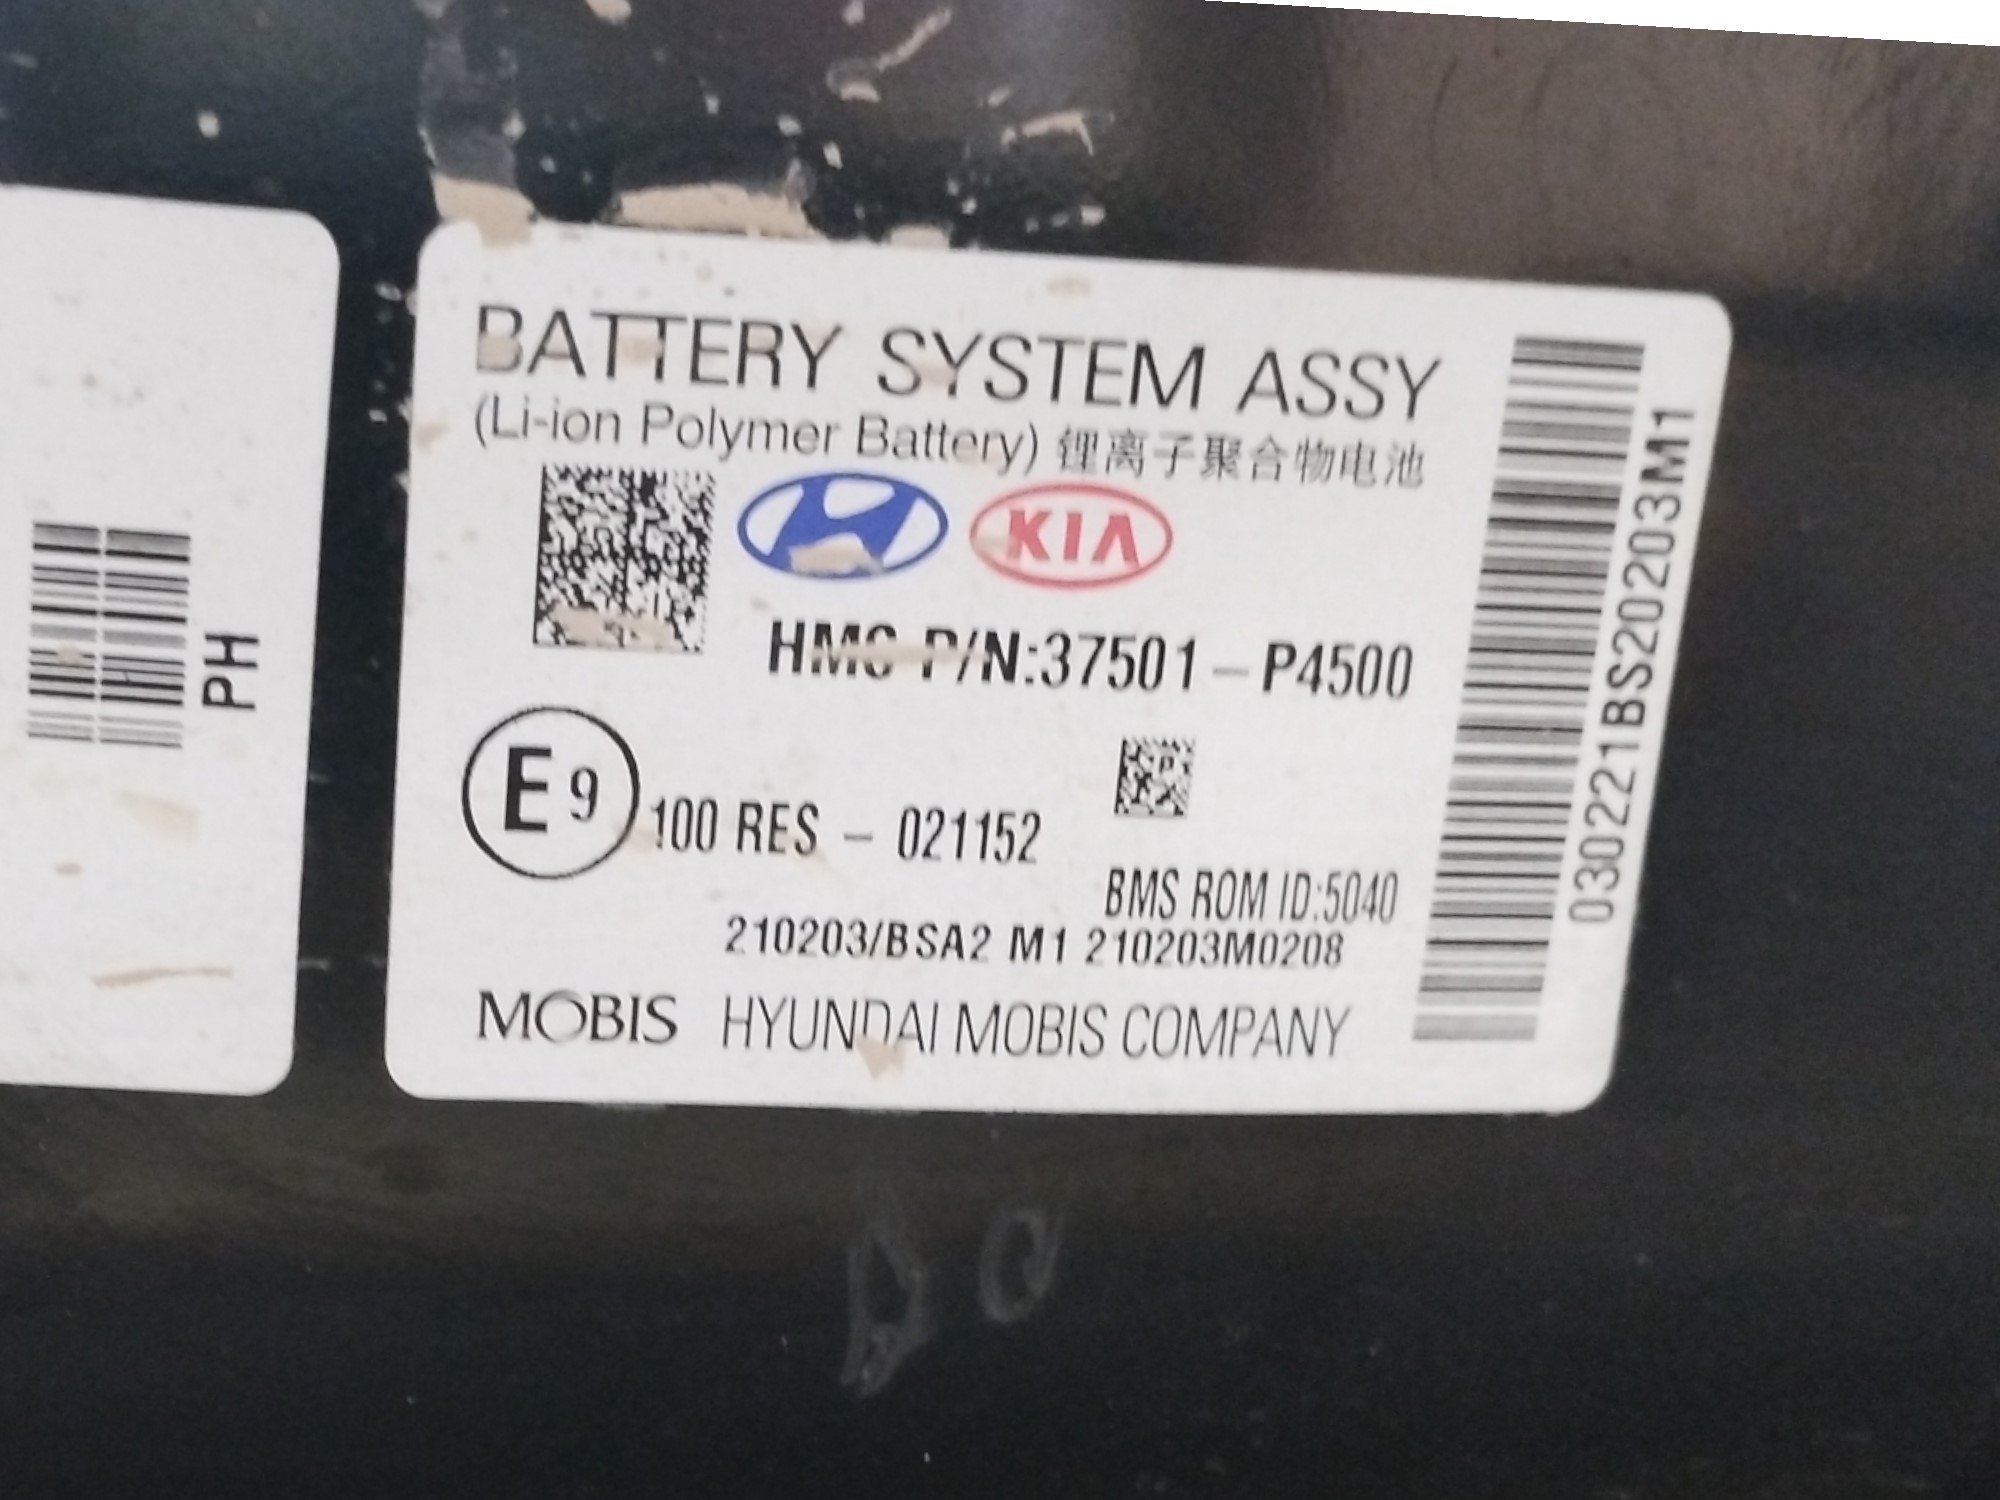 BATTERY SYSTEM ASSY
(Li-ion Polymer Battery) 锂离子聚合物电池
KIA
HMC P/N:37501-P4500
E9 100 RES - 021152
BMS ROM ID:5040
210203/BSA2 M1 210203M0208
MOBIS HYUNDAI MOBIS COMPANY
030221BS20203M1
PH